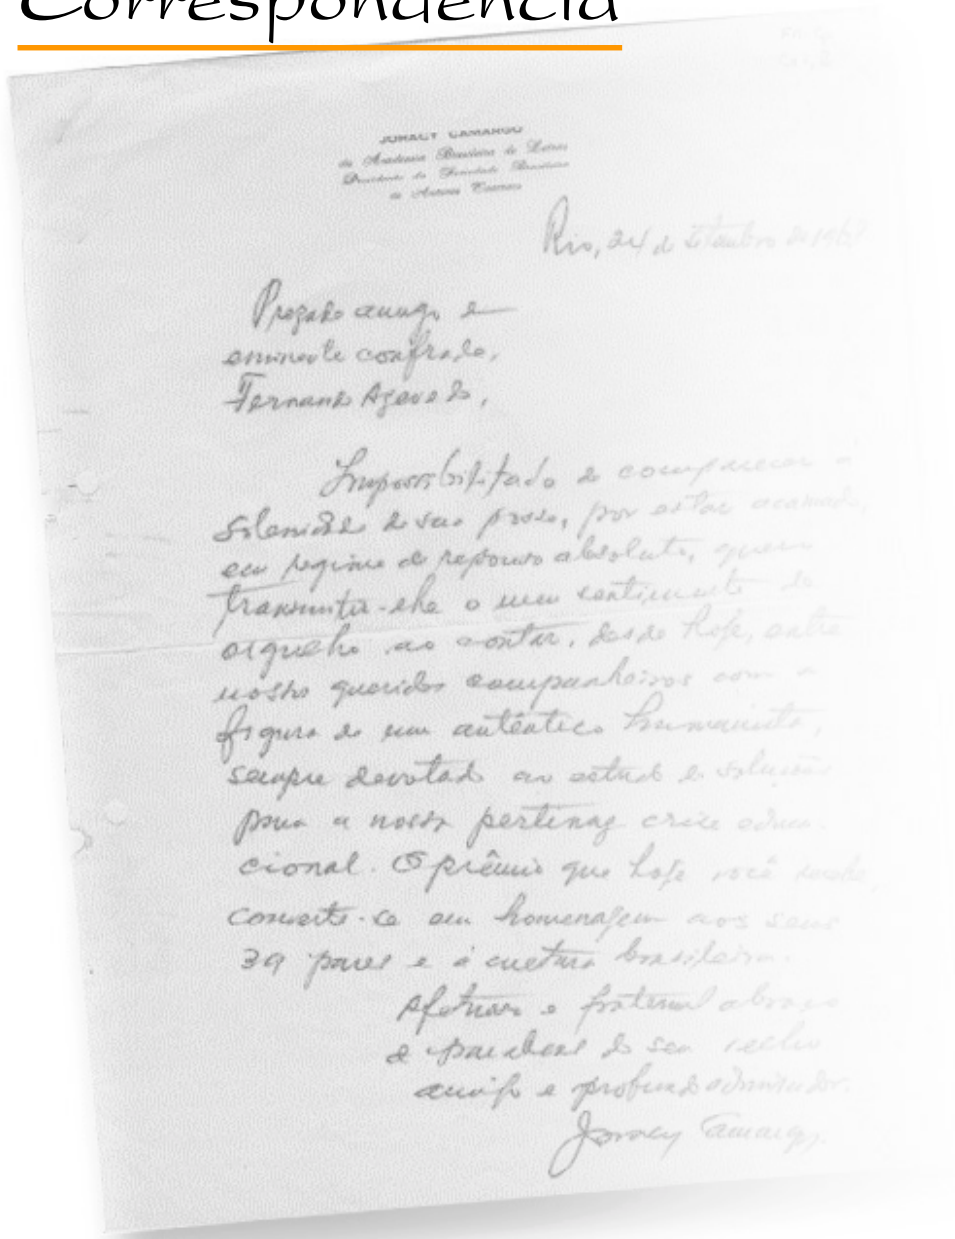 Correspondência
JORACY CAMARGO
da Academia Brasileira de Letras
Presidente da Sociedade Brasileira
de Autores Teatrais
Rio, 24 de setembro de 1968
Prezado amigo e
eminente confrade,
Fernando Azevedo,
Impossibilitado de comparecer à
solenidade de sua posse, por estar acamado,
em regime de repouso absoluto, quero
transmitir-lhe o meu sentimento de
orgulho ao contar, desde hoje, entre
nossos queridos companheiros com a
figura de um autêntico humanista,
sempre devotado ao estudo e solução
para a nossa pertinaz crise educa-
cional. O prêmio que hoje você recebe,
converte-se em homenagem aos seus
39 pares e à cultura brasileira.
Afetuoso e fraternal abraço
e parabens do seu velho
amigo e profundo admirador.
Joracy Camargo